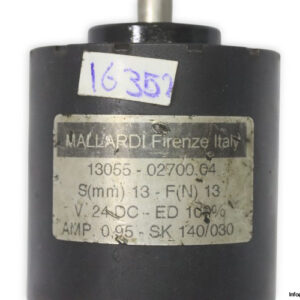 16352
MALLARDI Firenze Italy
13055 - 02700.04
S(mm) 13 - F(N) 13
V. 24 DC - ED 100%
AMP. 0,95 - SK 140/030